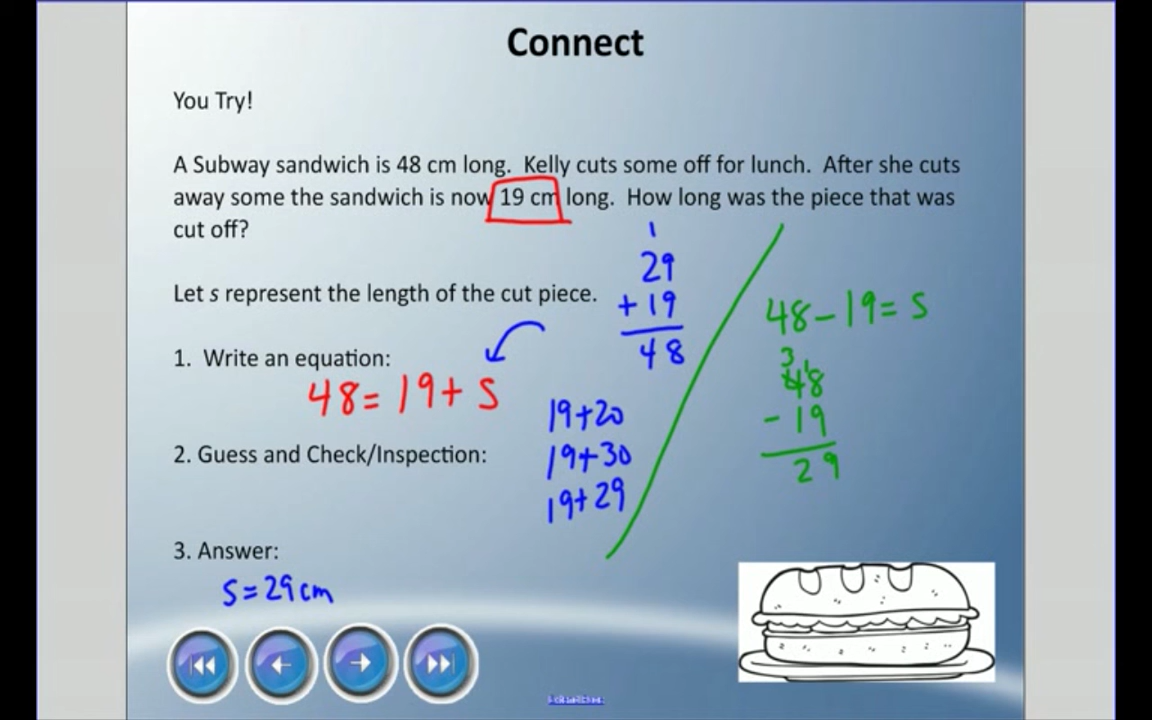 Connect
You Try!
A Subway sandwich is 48 cm long. Kelly cuts some off for lunch. After she cuts
away some the sandwich is now 19 cm long. How long was the piece that was
cut off?
Let s represent the length of the cut piece.
1. Write an equation:
48 = 19 + s
2. Guess and Check/Inspection:
19+20
19+30
19+29
1
29
+ 19
48
3. Answer:
s = 29 cm
48 - 19 = s
3 1
48
- 19
29